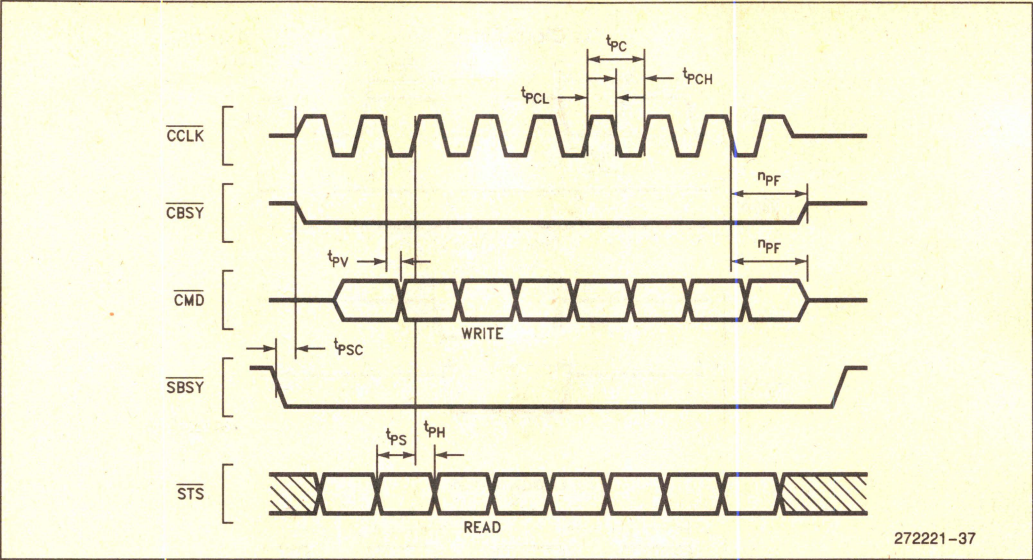 tPC
tPCH
tPCL
CCLK
nPF
CBSY
nPF
tPV
CMD
WRITE
tPSC
SBSY
tPS
tPH
STS
READ
272221-37